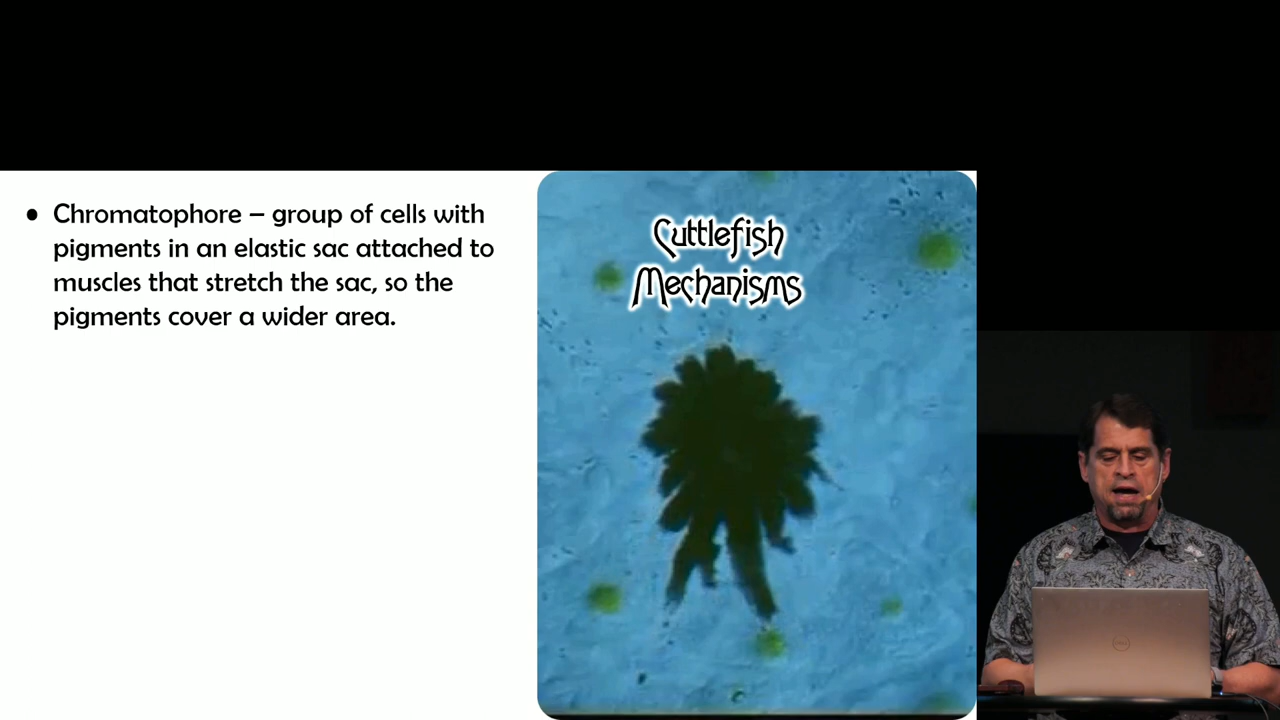 • Chromatophore – group of cells with
pigments in an elastic sac attached to
muscles that stretch the sac, so the
pigments cover a wider area.
Cuttlefish
Mechanisms
DELL